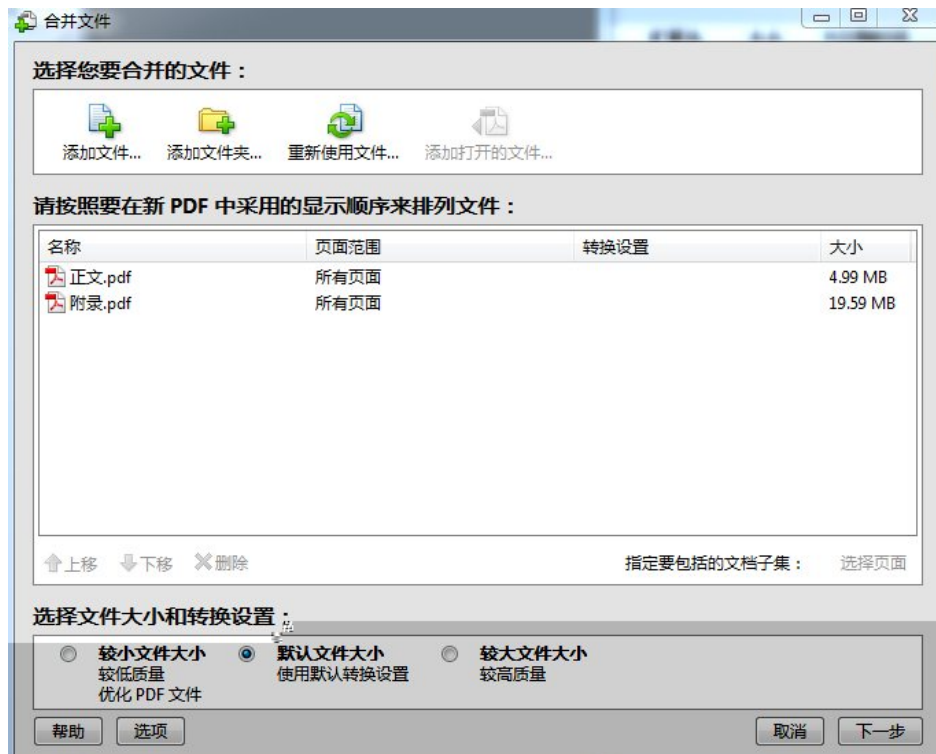 合并文件
选择您要合并的文件：
添加文件... 添加文件夹... 重新使用文件... 添加打开的文件...
请按照要在新 PDF 中采用的显示顺序来排列文件：
名称 页面范围 转换设置 大小
正文.pdf 所有页面 4.99 MB
附录.pdf 所有页面 19.59 MB
上移 下移 删除 指定要包括的文档子集： 选择页面
选择文件大小和转换设置：
较小文件大小 默认文件大小 较大文件大小
较低质量 使用默认转换设置 较高质量
优化 PDF 文件
帮助 选项 取消 下一步